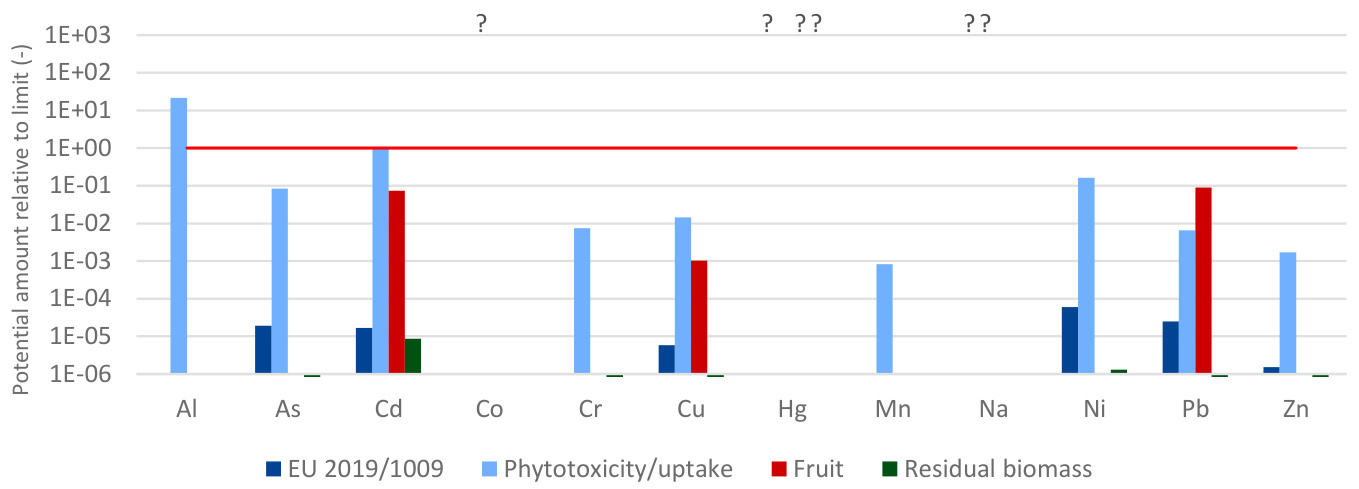 ? ? ? ? ? ?
1E+03
1E+02
1E+01
1E+00
1E-01
1E-02
1E-03
1E-04
1E-05
1E-06
Potential amount relative to limit (-)
Al As Cd Co Cr Cu Hg Mn Na Ni Pb Zn
EU 2019/1009 Phytotoxicity/uptake Fruit Residual biomass